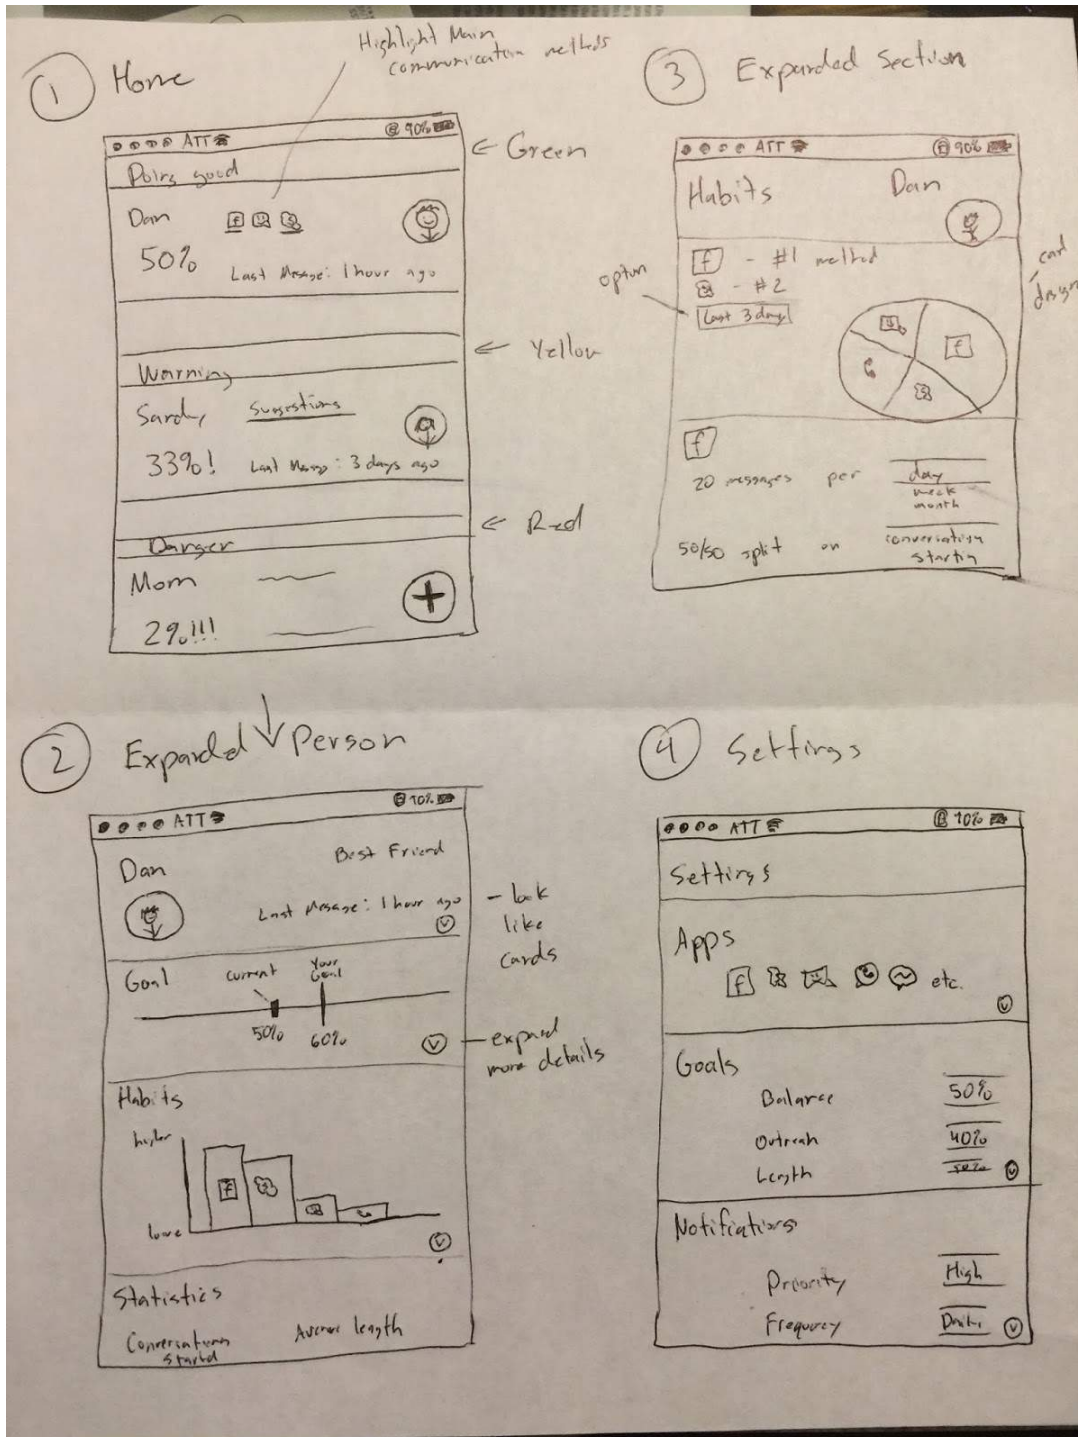 1 Home
Highlight Main
communication methods
ATT 90%
← Green
Doing good
Dan f
50% Last Message: 1 hour ago
← Yellow
Warning
Sandy Suggestions
33%! Last Message: 3 days ago
← Red
Danger
Mom
2%!!!
+
3 Expanded Section
ATT 90%
Habits Dan
f - #1 method
- #2
option
Last 3 days
card
design
f
f
20 messages per day
week
month
50/50 split on conversation
starting
2 Expanded Person
ATT 90%
Dan Best Friend
Last Message: 1 hour ago
- look
like
cards
Goal current Your
Goal
50% 60%
- expand
more details
Habits
higher
f
lower
Statistics
Conversations
started
Average length
4 Settings
ATT 90%
Settings
Apps
f etc.
Goals
Balance 50%
Outreach 40%
Length
Notifications
Priority High
Frequency Daily